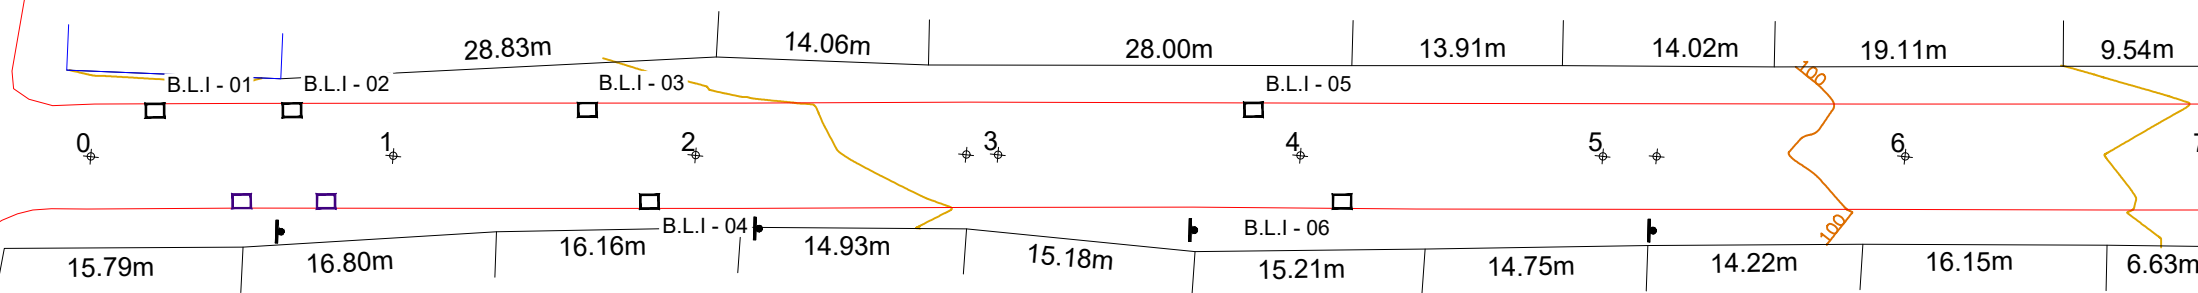 28.83m 14.06m 28.00m 13.91m 14.02m 19.11m 9.54m
100
B.L.I - 01 B.L.I - 02 B.L.I - 03 B.L.I - 05
0 1 2 3 4 5 6
B.L.I - 04 B.L.I - 06
100
15.79m 16.80m 16.16m 14.93m 15.18m 15.21m 14.75m 14.22m 16.15m 6.63m